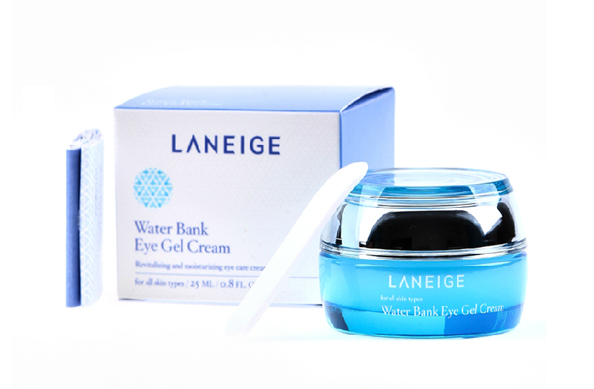 LANEIGE
Water Bank
Eye Gel Cream
Revitalizing and moisturizing eye care cream
for all skin types / 25 ML / 0.8 FL.
LANEIGE
for all skin types
Water Bank Eye Gel Cream